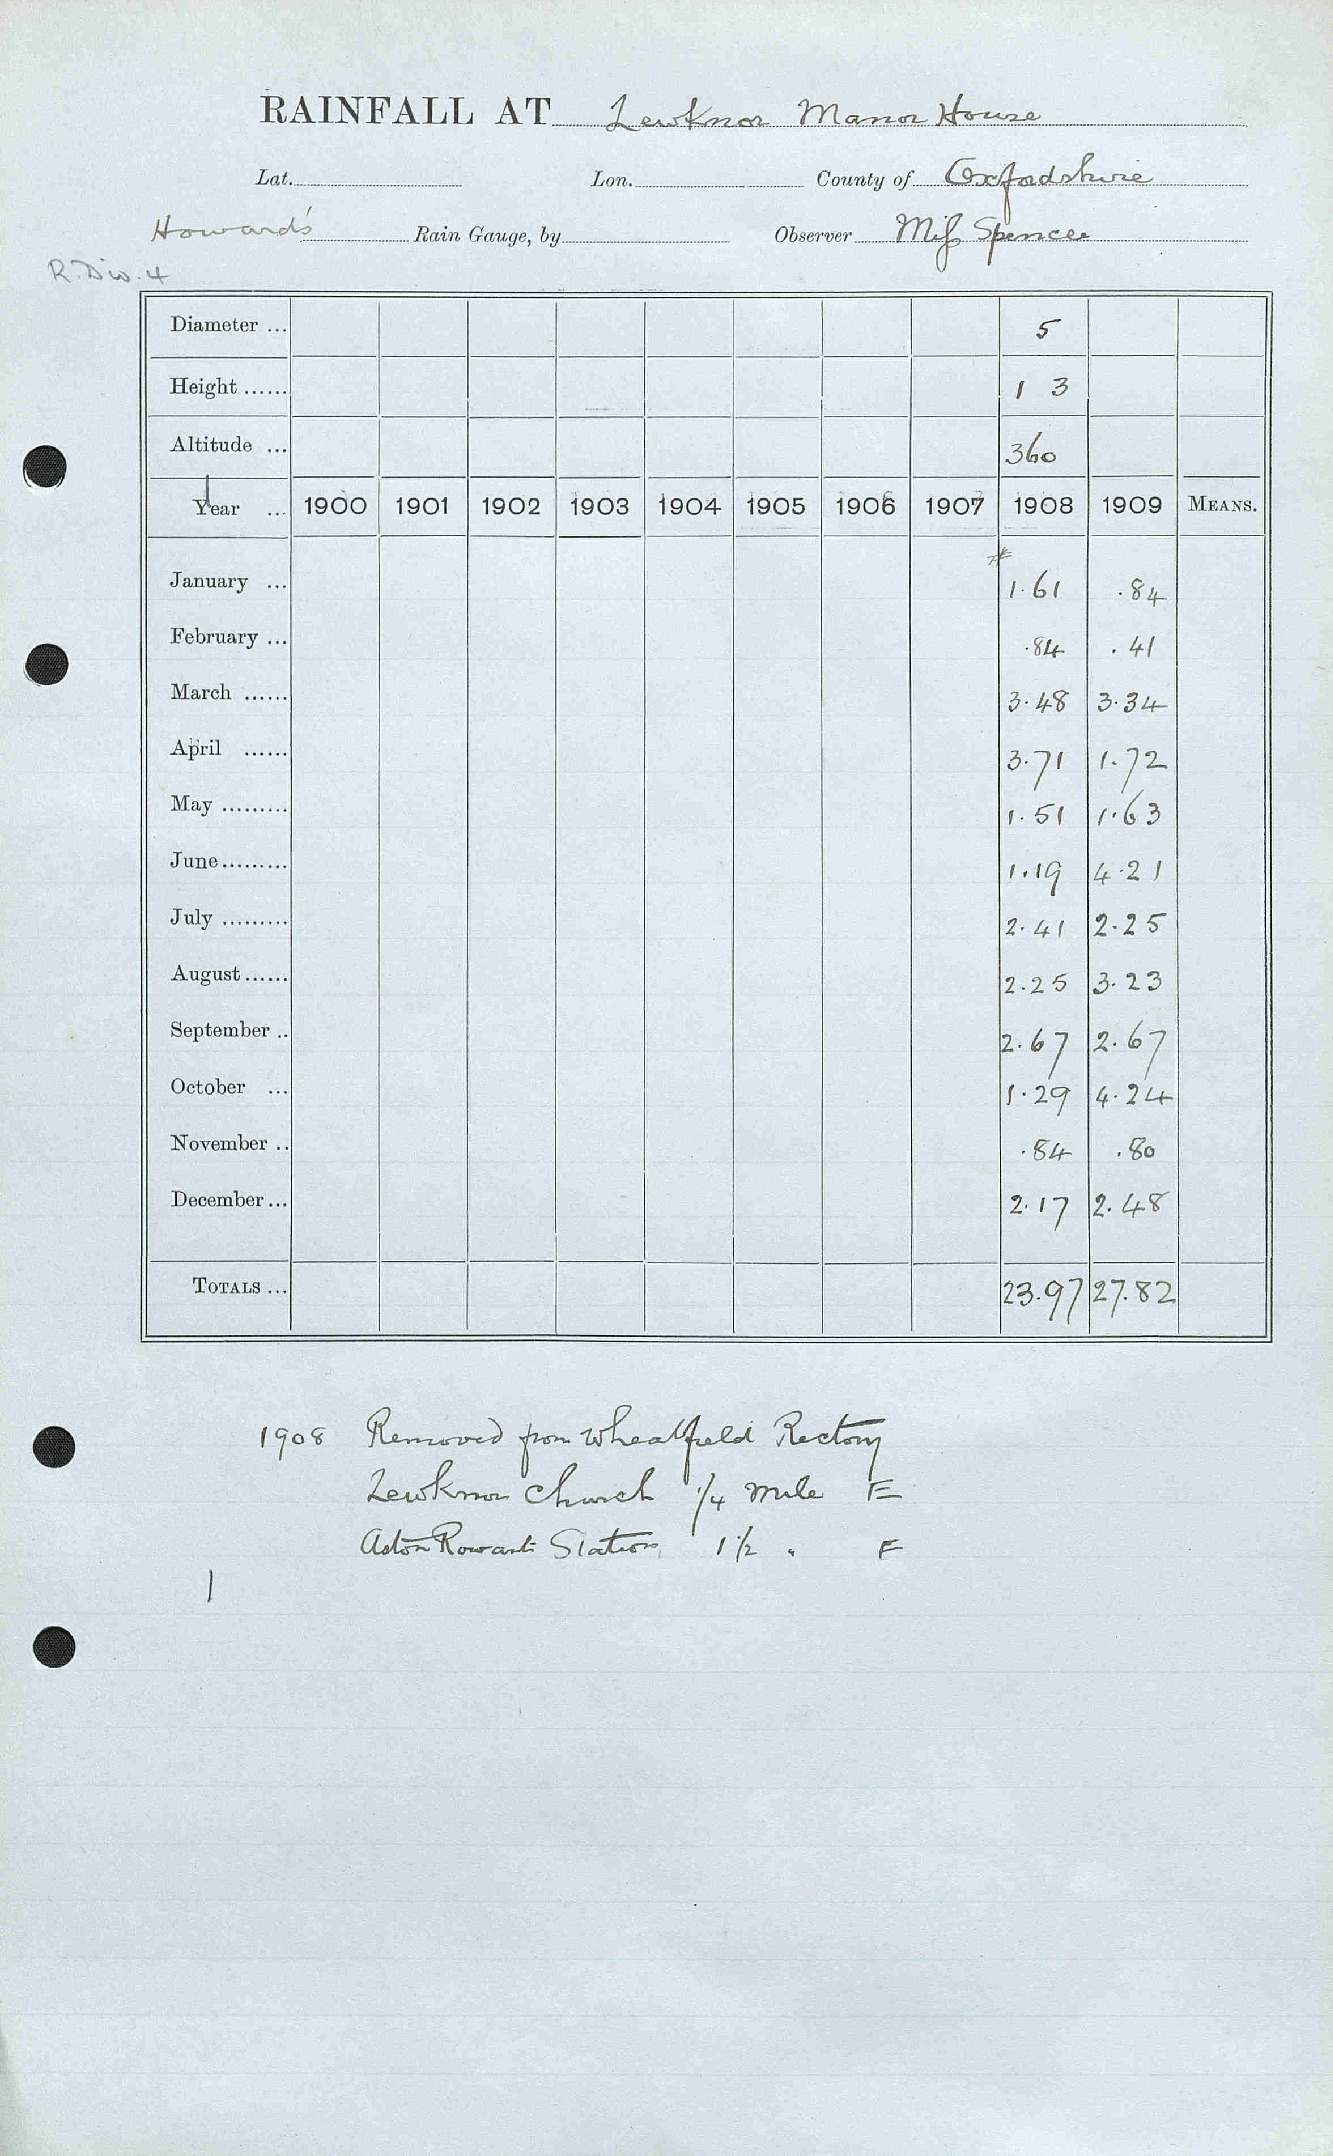 RAINFALL AT Lewknor Manor House
Lat. Lon. County of Oxfordshire
Howard's Rain Gauge, by Observer Miss Spencer
R. Div. 4
Diameter ... 5
Height ...... 1 3
Altitude ... 360
Year ... 1900 1901 1902 1903 1904 1905 1906 1907 1908 1909 MEANS.
January ... 1.61 .84
February ... .84 .41
March ...... 3.48 3.34
April ...... 3.71 1.72
May ......... 1.51 1.63
June ......... 1.19 4.21
July ......... 2.41 2.25
August ...... 2.25 3.23
September .. 2.67 2.67
October ... 1.29 4.24
November .. .84 .80
December ... 2.17 2.48
TOTALS ... 23.97 27.82
1908 Removed from Wheatfield Rectory
Lewknor Church 1/4 mile E
Aston Rowant Station 1 1/2 " E